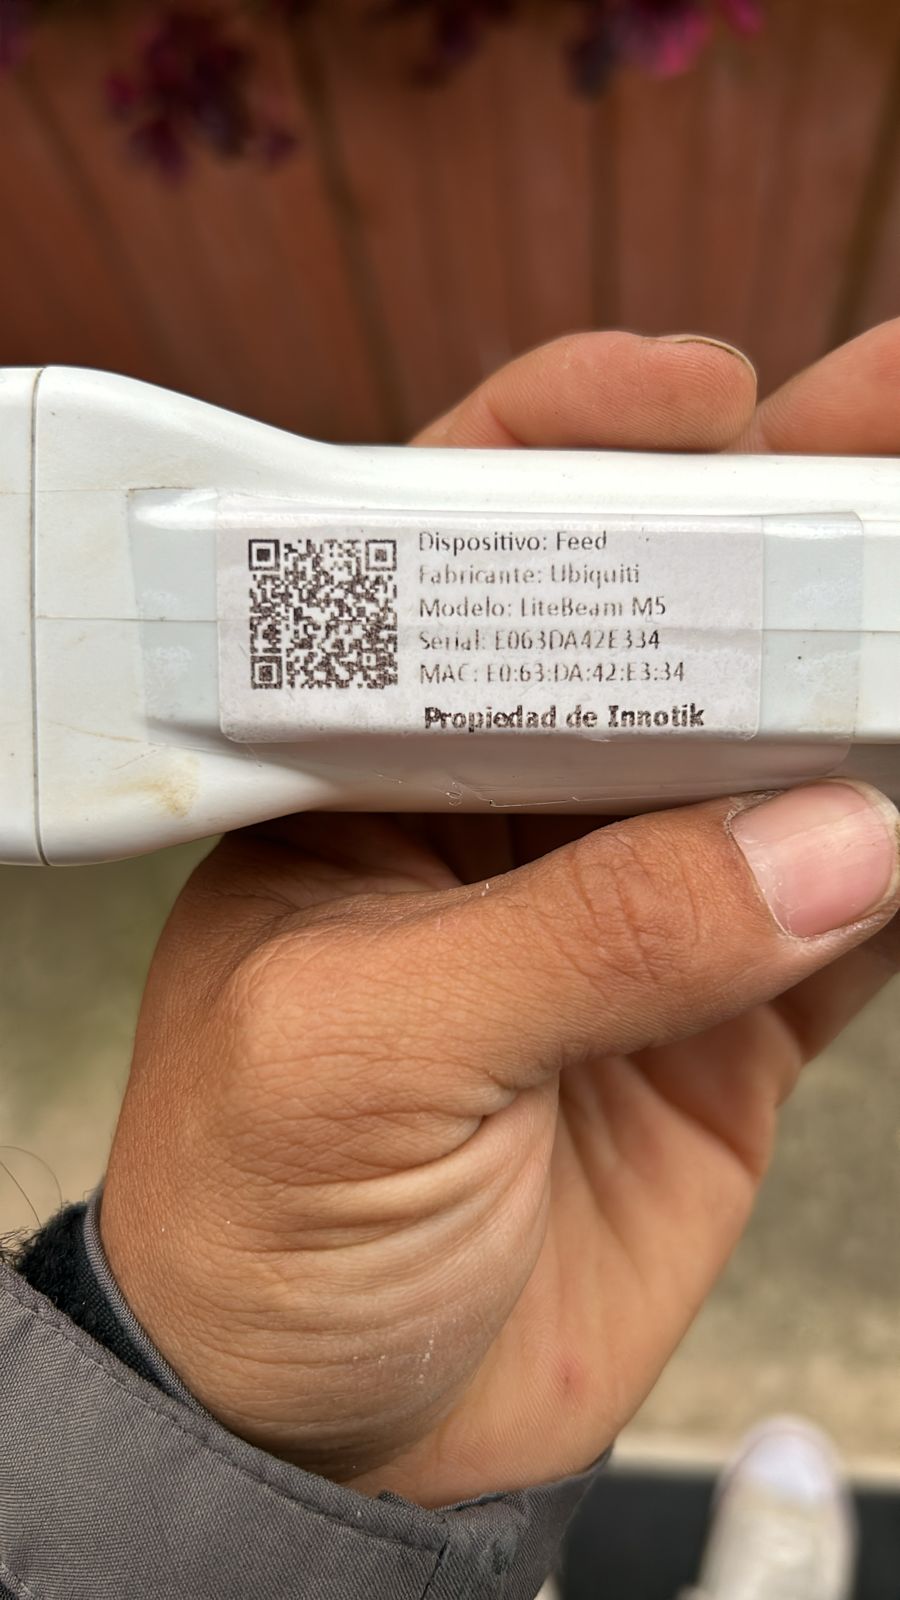 Dispositivo: Feed
Fabricante: Ubiquiti
Modelo: LiteBeam M5
Serial: E063DA42E334
MAC: E0:63:DA:42:E3:34
Propiedad de Innotik